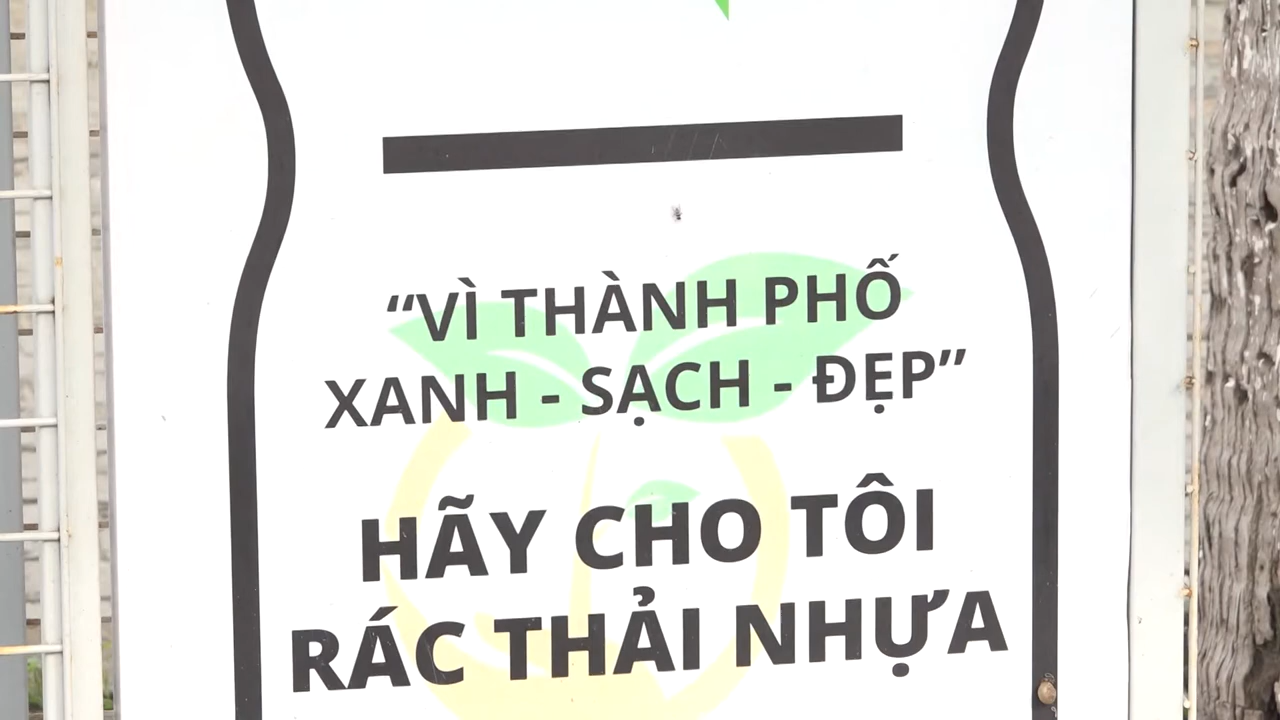 “VÌ THÀNH PHỐ
XANH - SẠCH - ĐẸP”
HÃY CHO TÔI
RÁC THẢI NHỰA